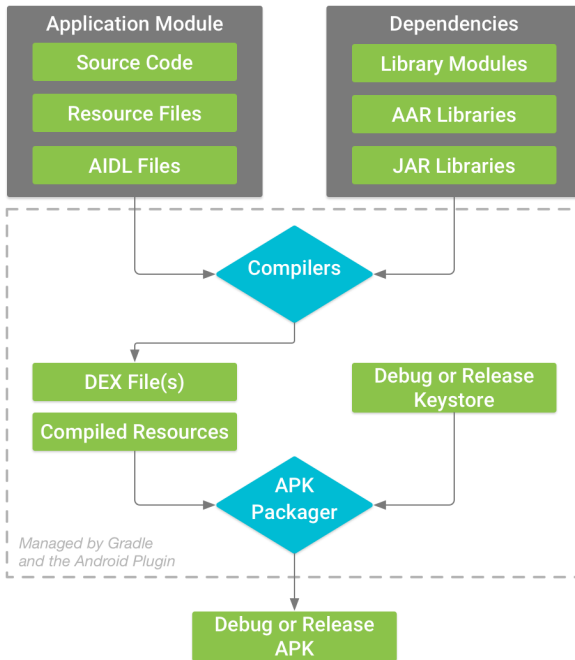 Application Module
Source Code
Resource Files
AIDL Files
Dependencies
Library Modules
AAR Libraries
JAR Libraries
Compilers
DEX File(s)
Compiled Resources
Debug or Release
Keystore
APK
Packager
Managed by Gradle
and the Android Plugin
Debug or Release
APK